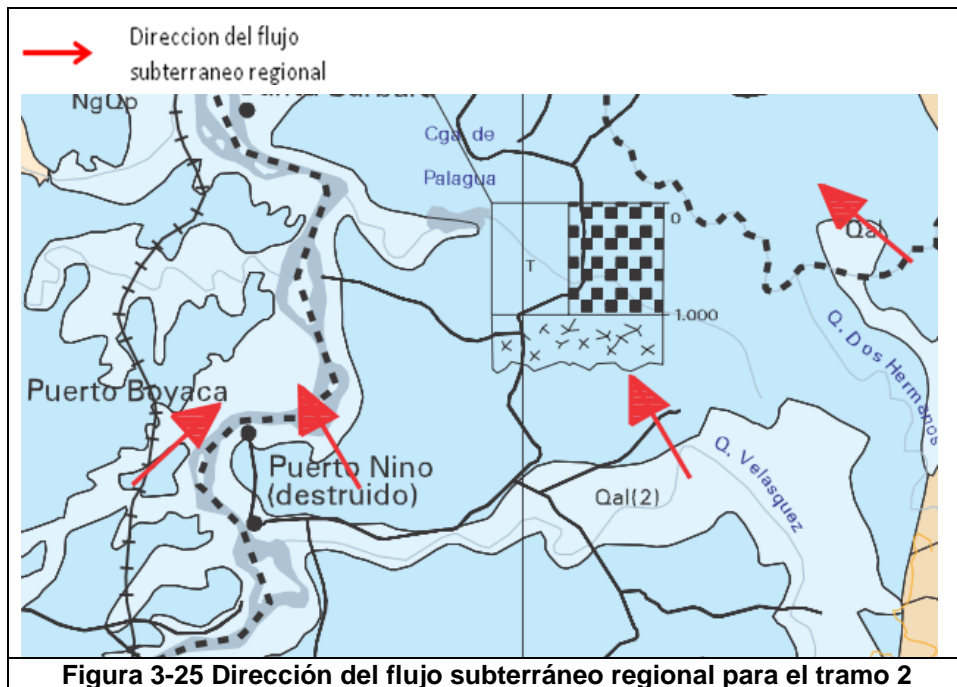 Direccion del flujo
subterraneo regional
NgQp
Cga. de
Palagua
Qal
0
T
1.000
Q. Dos Hermanos
Puerto Boyaca
Puerto Nino
(destruido)
Q. Velasquez
Qal(2)
Figura 3-25 Dirección del flujo subterráneo regional para el tramo 2